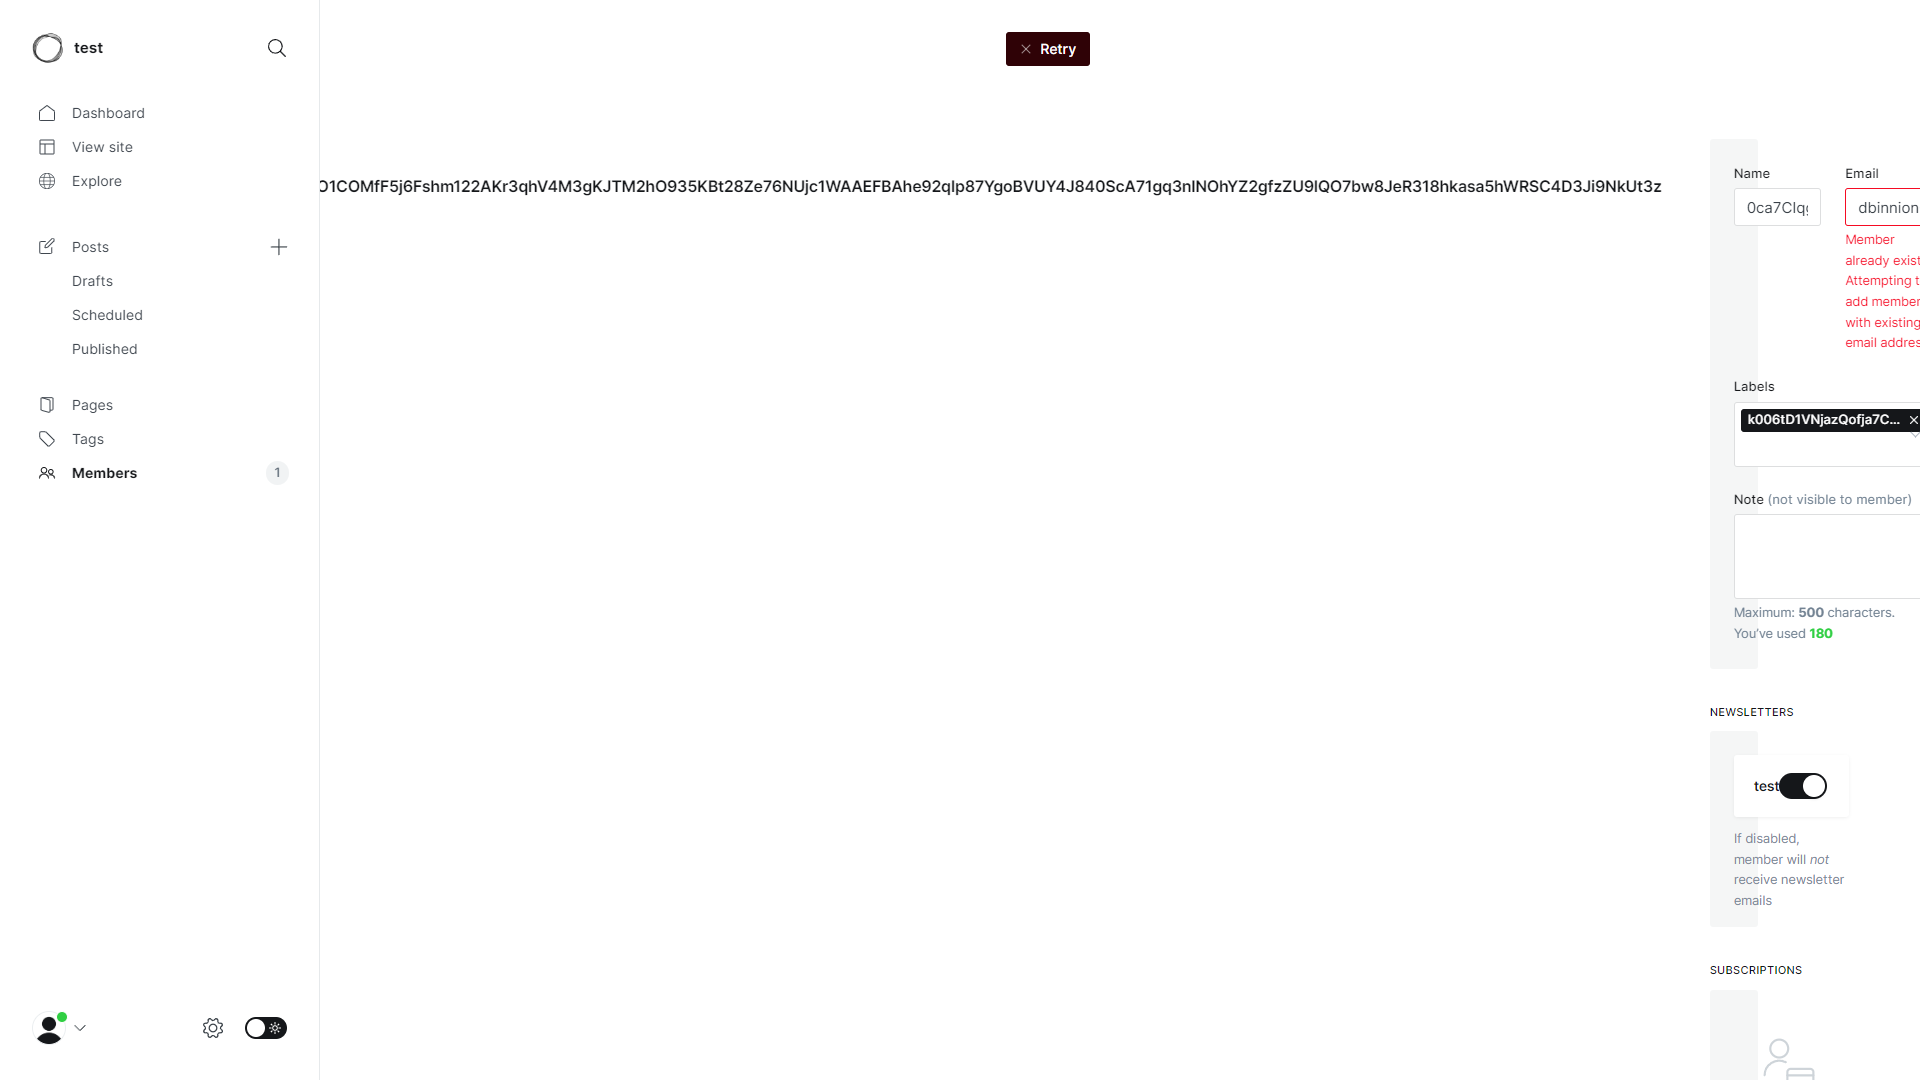 test
Retry
Dashboard
View site
Explore
Posts
Drafts
Scheduled
Published
Pages
Tags
Members 1
O1COMfF5j6Fshm122AKr3qhV4M3gKJTM2hO935KBt28Ze76NUjc1WAAEFBAhe92qIp87YgoBVUY4J840ScA71gq3nINOhYZ2gfzZU9IQO7bw8JeR318hkasa5hWRSC4D3Ji9NkUt3z
Name
0ca7CIq
Email
dbinnion
Member
already exist
Attempting t
add member
with existing
email addres
Labels
k006tD1VNjazQofja7C...
Note (not visible to member)
Maximum: 500 characters.
You've used 180
NEWSLETTERS
test
If disabled,
member will not
receive newsletter
emails
SUBSCRIPTIONS